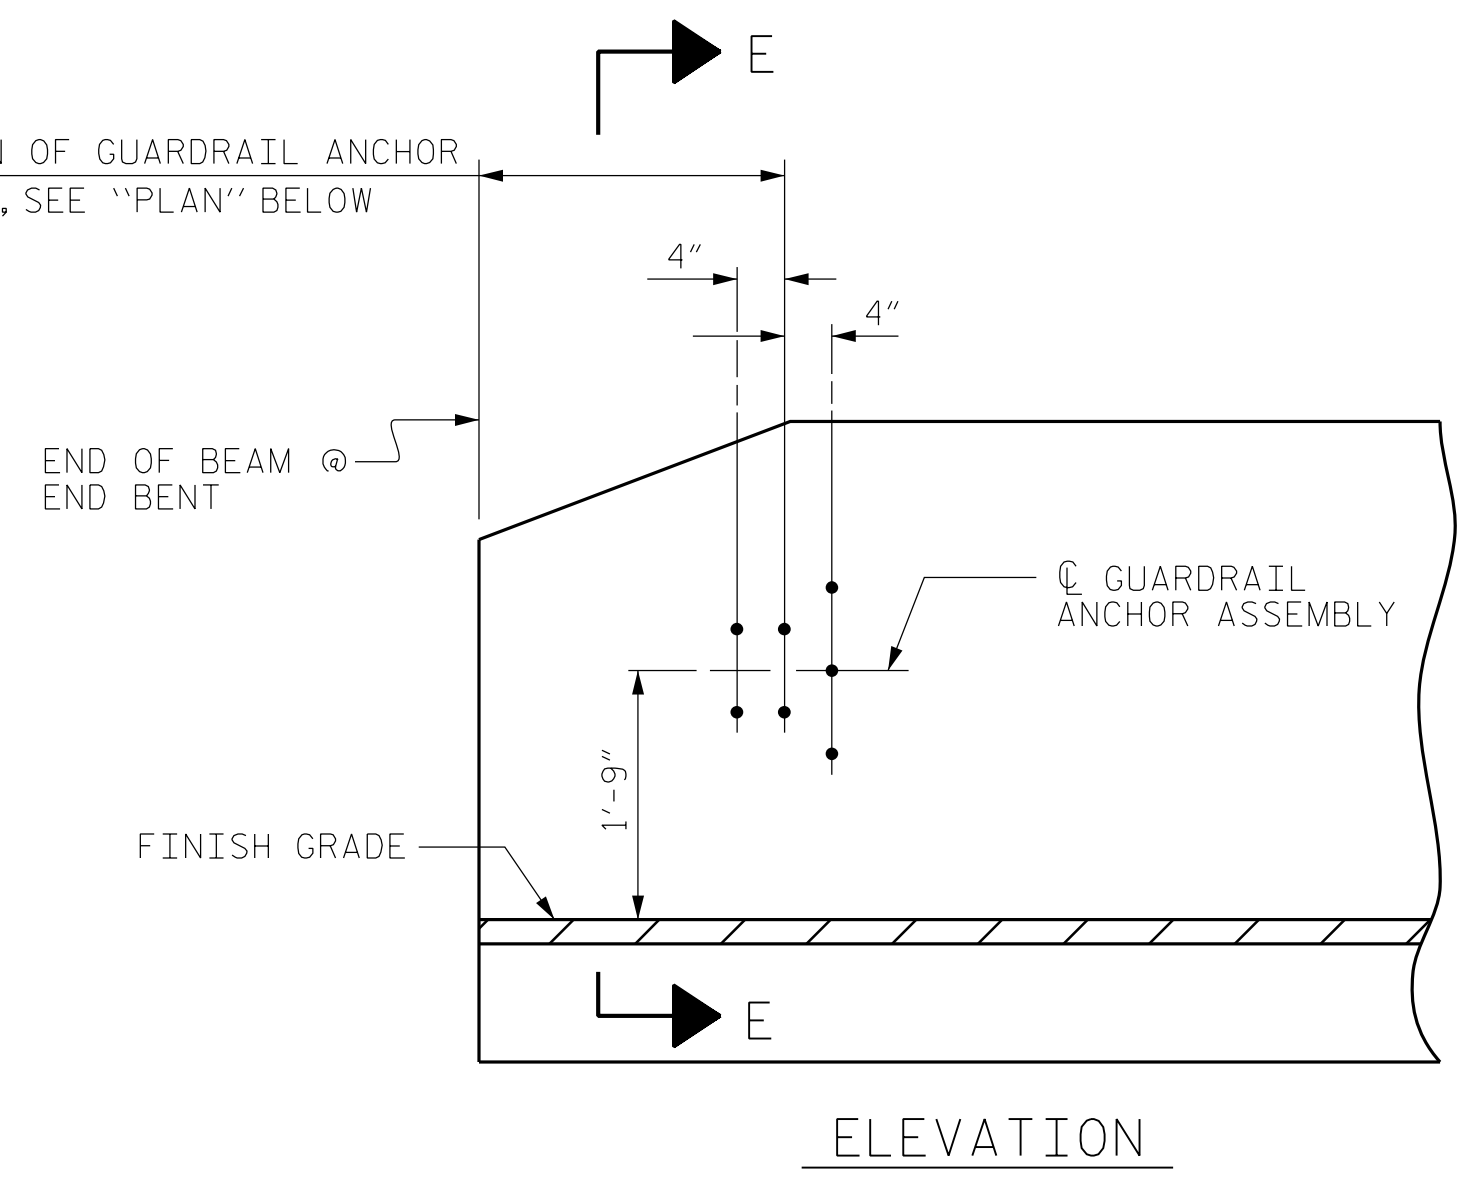 E
OF GUARDRAIL ANCHOR
, SEE "PLAN" BELOW
4"
4"
END OF BEAM @
END BENT
℄ GUARDRAIL
ANCHOR ASSEMBLY
1'-9"
FINISH GRADE
E
ELEVATION